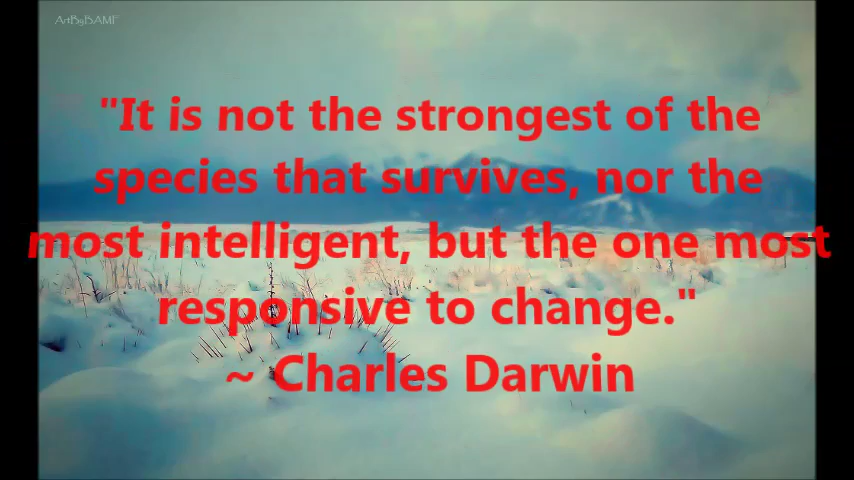 ArtByBAMF
"It is not the strongest of the
species that survives, nor the
most intelligent, but the one most
responsive to change."
~ Charles Darwin